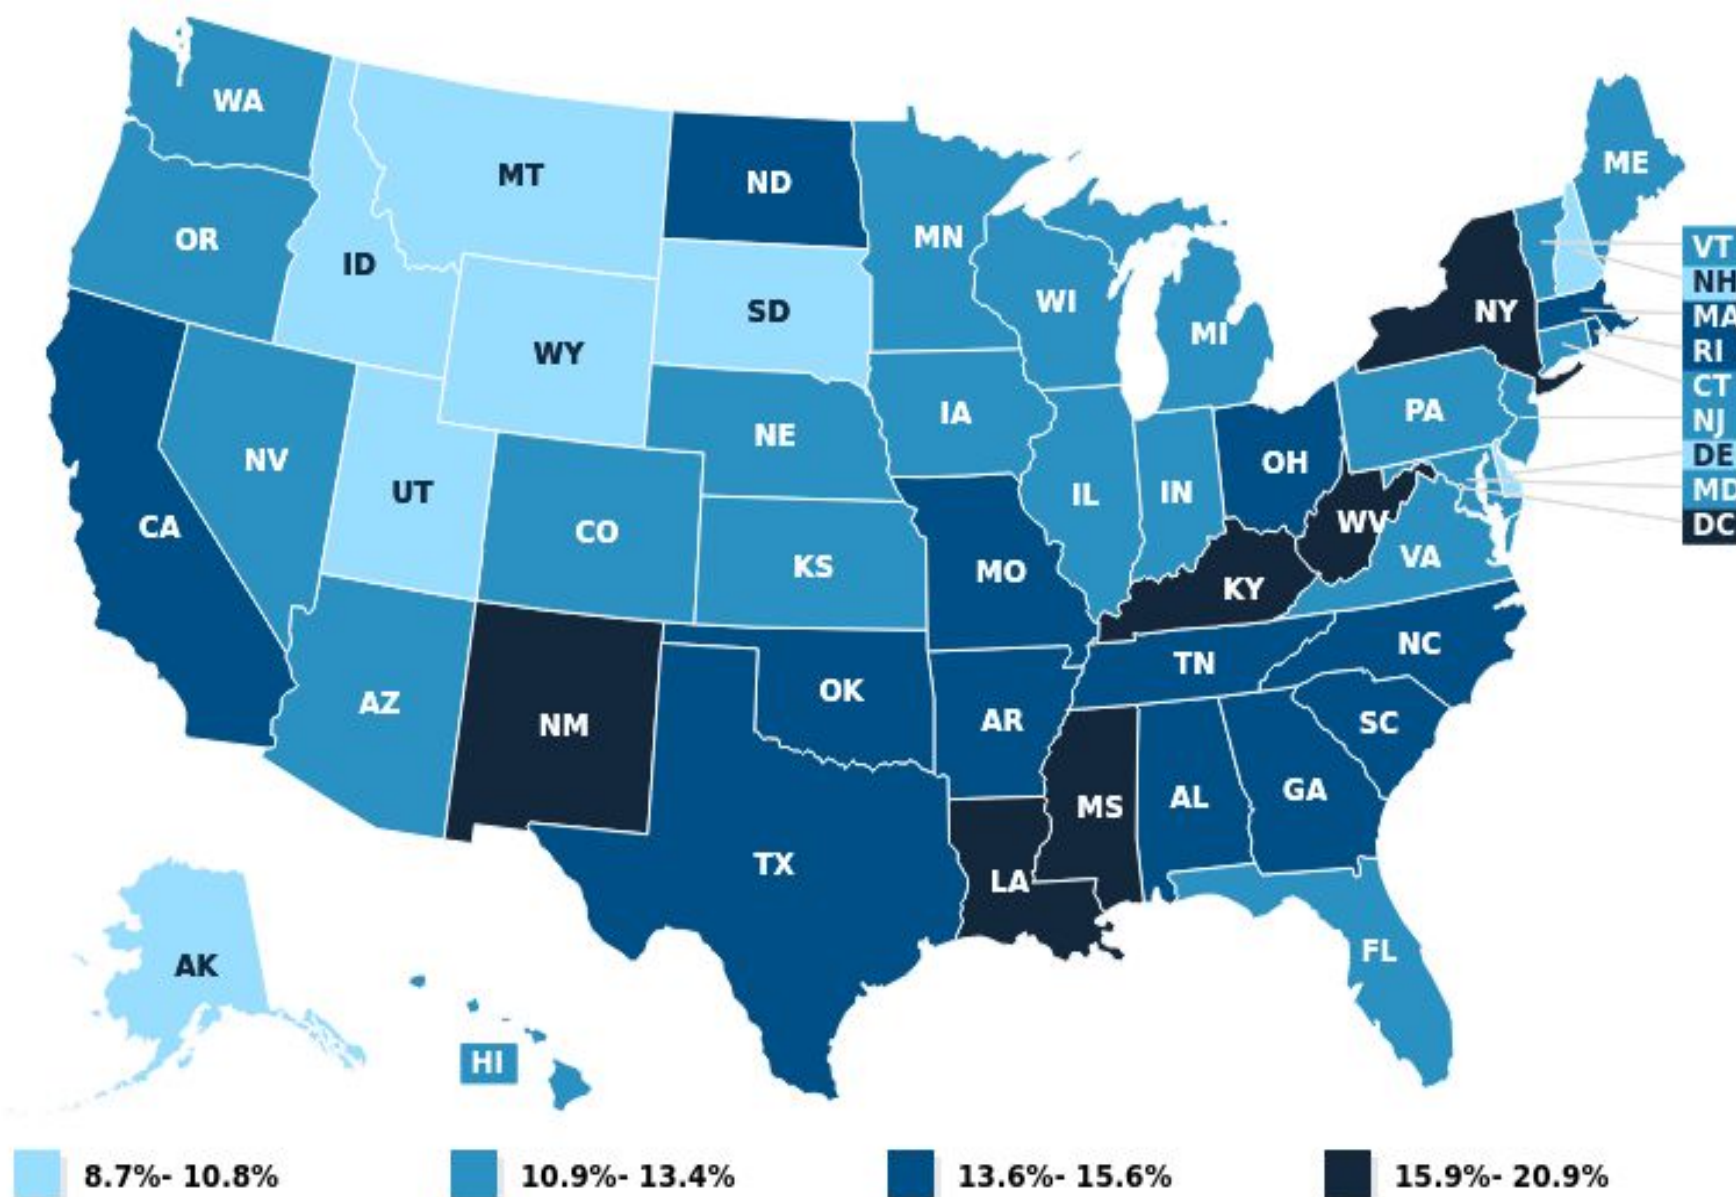 WA
ME
MT
ND
MN
OR
VT
ID
NH
WI
SD
NY
MA
MI
RI
WY
CT
IA
PA
NJ
NE
DE
NV
OH
UT
IL
IN
MD
WV
DC
CA
CO
VA
KS
MO
KY
NC
TN
OK
AZ
AR
SC
NM
GA
AL
MS
TX
LA
FL
AK
HI
8.7%- 10.8%
10.9%- 13.4%
13.6%- 15.6%
15.9%- 20.9%